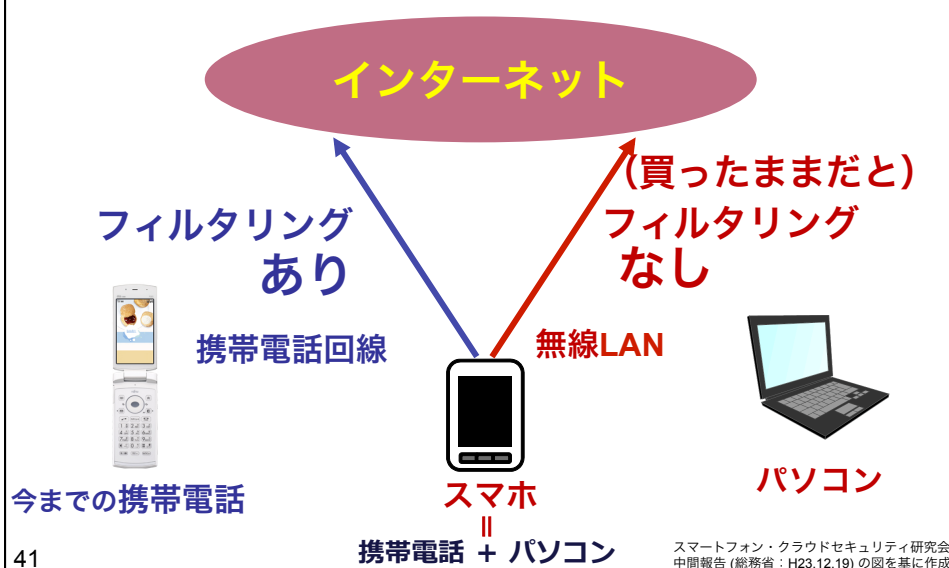 インターネット
(買ったままだと)
フィルタリング
あり
フィルタリング
なし
携帯電話回線
無線LAN
今までの携帯電話
スマホ
=
携帯電話 + パソコン
パソコン
スマートフォン・クラウドセキュリティ研究会
中間報告 (総務省:H23.12.19) の図を基に作成
41